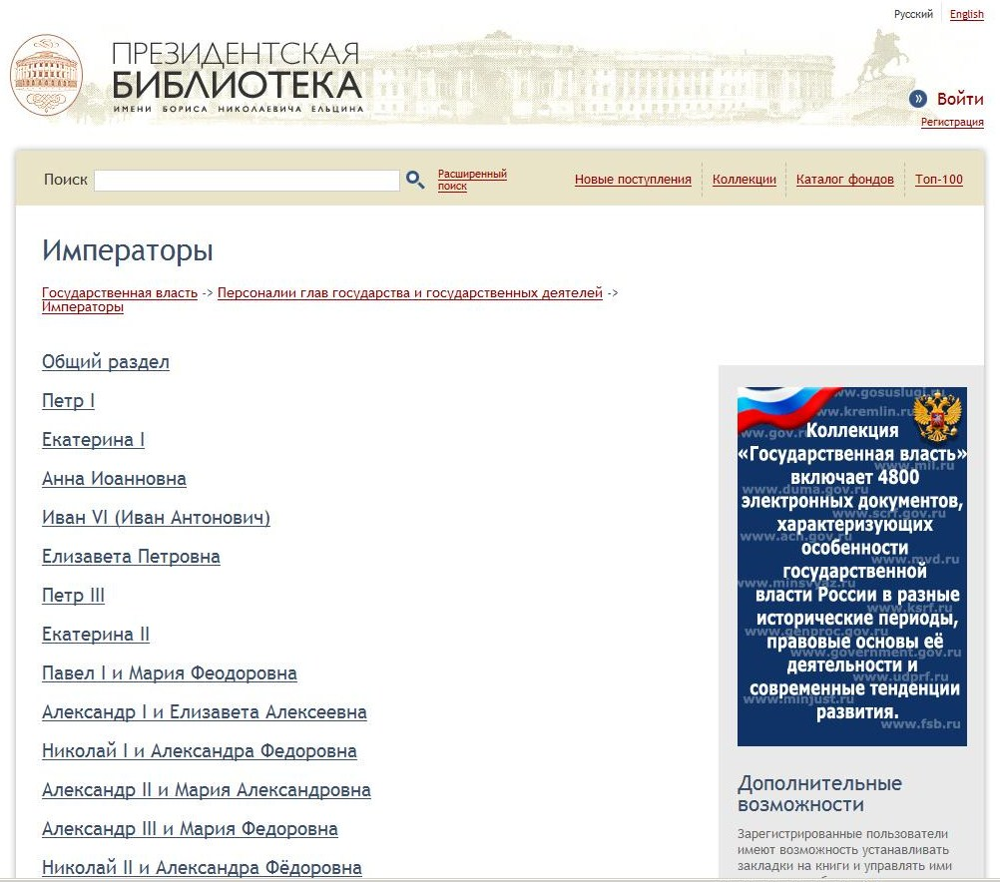 Русский English
ПРЕЗИДЕНТСКАЯ
БИБЛИОТЕКА
ИМЕНИ БОРИСА НИКОЛАЕВИЧА ЕЛЬЦИНА
» Войти
Регистрация
Поиск
Расширенный
поиск
Новые поступления Коллекции Каталог фондов Топ-100
Императоры
Государственная власть -> Персоналии глав государства и государственных деятелей ->
Императоры
Общий раздел
Петр I
Екатерина I
Анна Иоанновна
Иван VI (Иван Антонович)
Елизавета Петровна
Петр III
Екатерина II
Павел I и Мария Феодоровна
Александр I и Елизавета Алексеевна
Николай I и Александра Федоровна
Александр II и Мария Александровна
Александр III и Мария Федоровна
Николай II и Александра Фёдоровна
www.gosuslugi.ru
www.kremlin.ru
www.gov.ru
Коллекция
«Государственная власть»
www.mil.ru
включает 4800
www.duma.gov.ru
электронных документов,
www.scrf.gov.ru
характеризующих
www.ach.gov.ru
особенности
www.mvd.ru
государственной
www.minsvyaz.ru
власти России в разные
www.ksrf.ru
исторические периоды,
www.genproc.gov.ru
правовые основы её
www.government.gov.ru
деятельности и
www.udprf.ru
современные тенденции
www.minjust.ru
развития.
www.fsb.ru
Дополнительные
возможности
Зарегистрированные пользователи
имеют возможность устанавливать
закладки на книги и управлять ими